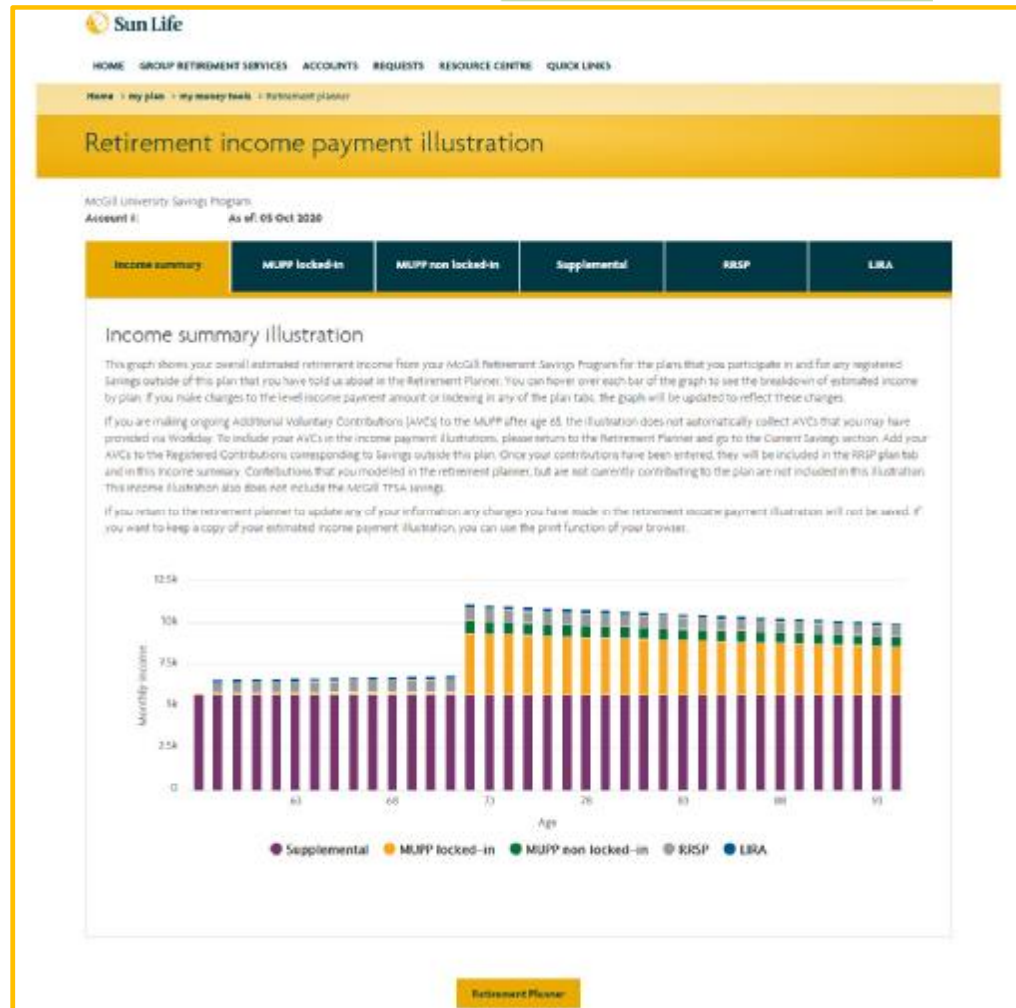 Sun Life
HOME GROUP RETIREMENT SERVICES ACCOUNTS REQUESTS RESOURCE CENTRE QUICK LINKS
Home › my plan › my money tools › Retirement planner
Retirement income payment illustration
McGill University Savings Program
Account #: As of: 05 Oct 2020
Income summary MUPP locked-in MUPP non locked-in Supplemental RRSP LIRA
Income summary illustration
This graph shows your overall estimated retirement income from your McGill Retirement Savings Program for the plans that you participate in and for any registered
Savings outside of this plan that you have told us about in the Retirement Planner. You can hover over each bar of the graph to see the breakdown of estimated income
by plan. If you make changes to the level income payment amount or indexing in any of the plan tabs, the graph will be updated to reflect these changes.
If you are making ongoing Additional Voluntary Contributions (AVCs) to the MUPP after age 65, the illustration does not automatically collect AVCs that you may have
provided via Workday. To include your AVCs in the income payment illustrations, please return to the Retirement Planner and go to the Current Savings section. Add your
AVCs to the Registered Contributions corresponding to Savings outside this plan. Once your contributions have been entered, they will be included in the RRSP plan tab
and in this Income summary. Contributions that you modelled in the retirement planner, but are not currently contributing to the plan are not included in this illustration.
This income illustration also does not include the McGill TFSA savings.
If you return to the retirement planner to update any of your information any changes you have made in the retirement income payment illustration will not be saved. If
you want to keep a copy of your estimated income payment illustration, you can use the print function of your browser.
12.5k
10k
7.5k
5k
2.5k
0
Monthly income
63 68 73 78 83 88 93
Age
Supplemental MUPP locked-in MUPP non locked-in RRSP LIRA
Retirement Planner